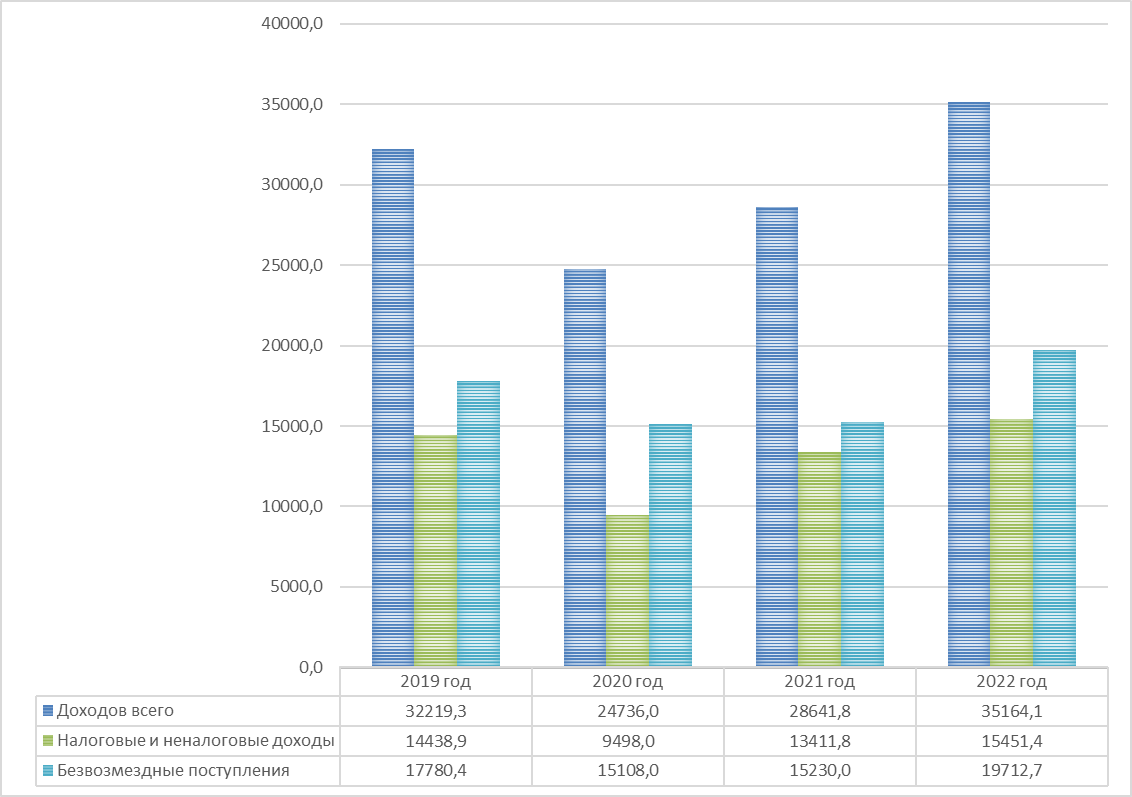 40000,0
35000,0
30000,0
25000,0
20000,0
15000,0
10000,0
5000,0
0,0
2019 год 2020 год 2021 год 2022 год
Доходов всего 32219,3 24736,0 28641,8 35164,1
Налоговые и неналоговые доходы 14438,9 9498,0 13411,8 15451,4
Безвозмездные поступления 17780,4 15108,0 15230,0 19712,7